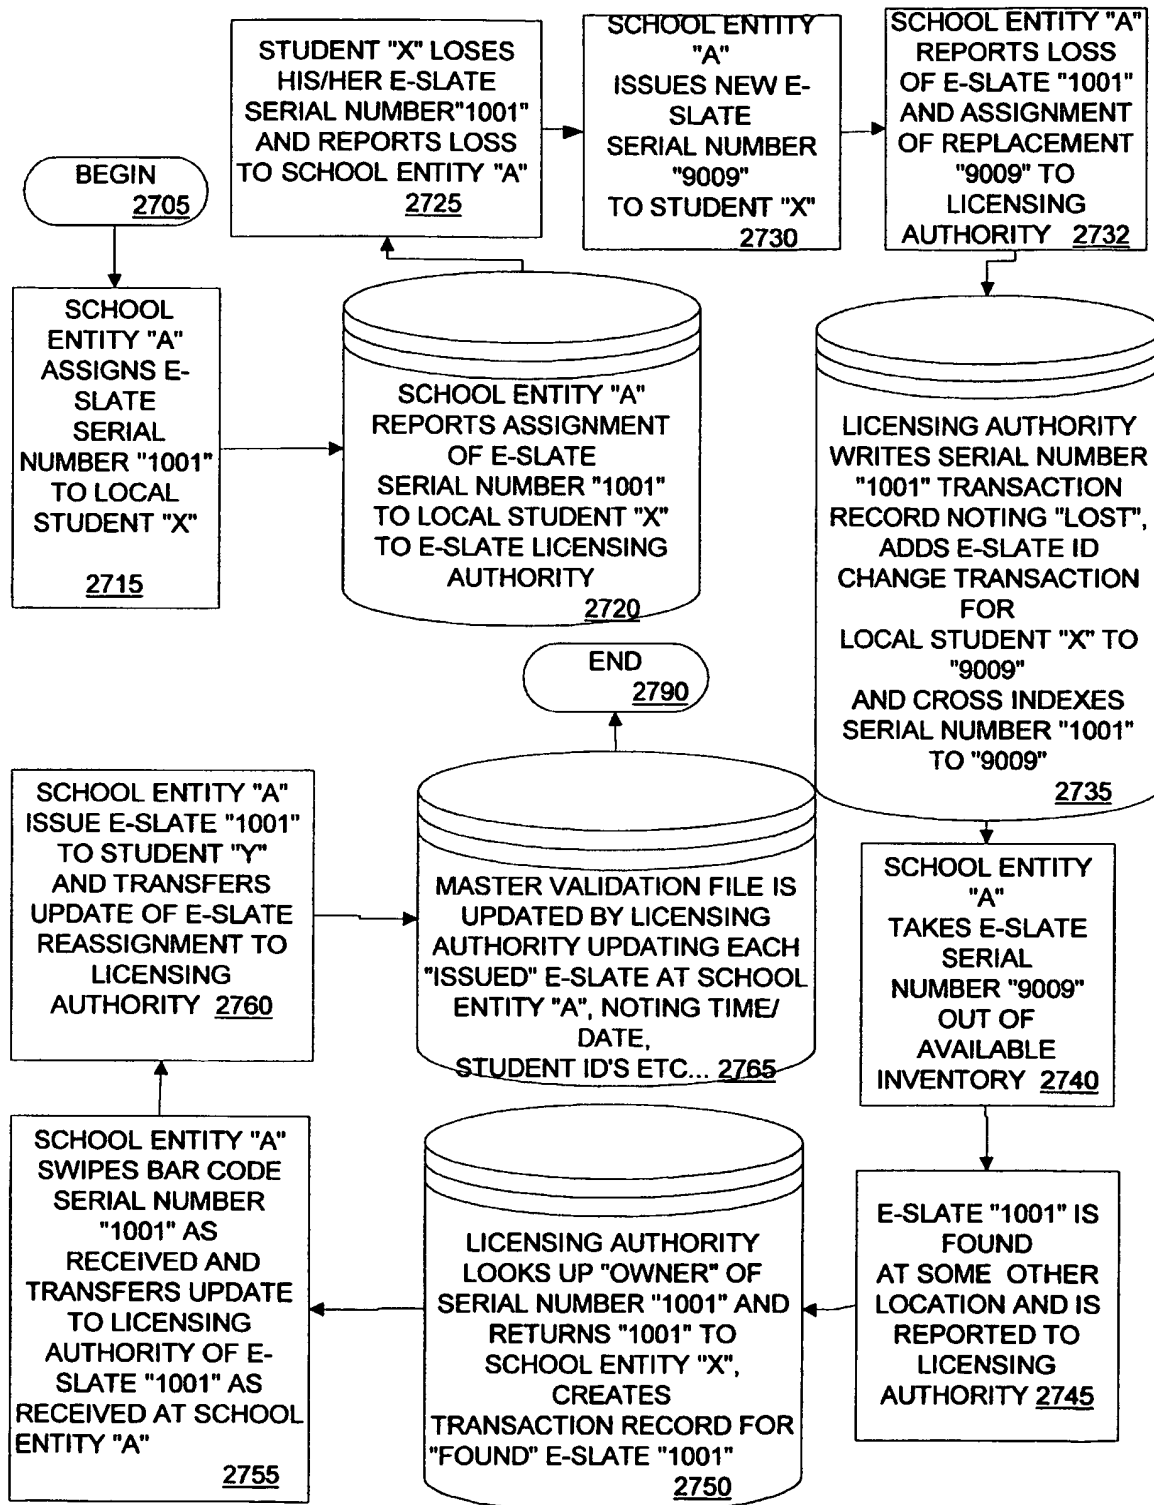 BEGIN
2705
SCHOOL
ENTITY "A"
ASSIGNS E-
SLATE
SERIAL
NUMBER "1001"
TO LOCAL
STUDENT "X"
2715
SCHOOL ENTITY "A"
REPORTS ASSIGNMENT
OF E-SLATE
SERIAL NUMBER "1001"
TO LOCAL STUDENT "X"
TO E-SLATE LICENSING
AUTHORITY
2720
STUDENT "X" LOSES
HIS/HER E-SLATE
SERIAL NUMBER"1001"
AND REPORTS LOSS
TO SCHOOL ENTITY "A"
2725
SCHOOL ENTITY
"A"
ISSUES NEW E-
SLATE
SERIAL NUMBER
"9009"
TO STUDENT "X"
2730
SCHOOL ENTITY "A"
REPORTS LOSS
OF E-SLATE "1001"
AND ASSIGNMENT
OF REPLACEMENT
"9009" TO
LICENSING
AUTHORITY 2732
LICENSING AUTHORITY
WRITES SERIAL NUMBER
"1001" TRANSACTION
RECORD NOTING "LOST",
ADDS E-SLATE ID
CHANGE TRANSACTION
FOR
LOCAL STUDENT "X" TO
"9009"
AND CROSS INDEXES
SERIAL NUMBER "1001"
TO "9009"
2735
SCHOOL ENTITY
"A"
TAKES E-SLATE
SERIAL
NUMBER "9009"
OUT OF
AVAILABLE
INVENTORY 2740
E-SLATE "1001" IS
FOUND
AT SOME OTHER
LOCATION AND IS
REPORTED TO
LICENSING
AUTHORITY 2745
LICENSING AUTHORITY
LOOKS UP "OWNER" OF
SERIAL NUMBER "1001" AND
RETURNS "1001" TO
SCHOOL ENTITY "X",
CREATES
TRANSACTION RECORD FOR
"FOUND" E-SLATE "1001"
2750
SCHOOL ENTITY "A"
SWIPES BAR CODE
SERIAL NUMBER
"1001" AS
RECEIVED AND
TRANSFERS UPDATE
TO LICENSING
AUTHORITY OF E-
SLATE "1001" AS
RECEIVED AT SCHOOL
ENTITY "A"
2755
SCHOOL ENTITY "A"
ISSUE E-SLATE "1001"
TO STUDENT "Y"
AND TRANSFERS
UPDATE OF E-SLATE
REASSIGNMENT TO
LICENSING
AUTHORITY 2760
MASTER VALIDATION FILE IS
UPDATED BY LICENSING
AUTHORITY UPDATING EACH
"ISSUED" E-SLATE AT SCHOOL
ENTITY "A", NOTING TIME/
DATE,
STUDENT ID'S ETC... 2765
END
2790